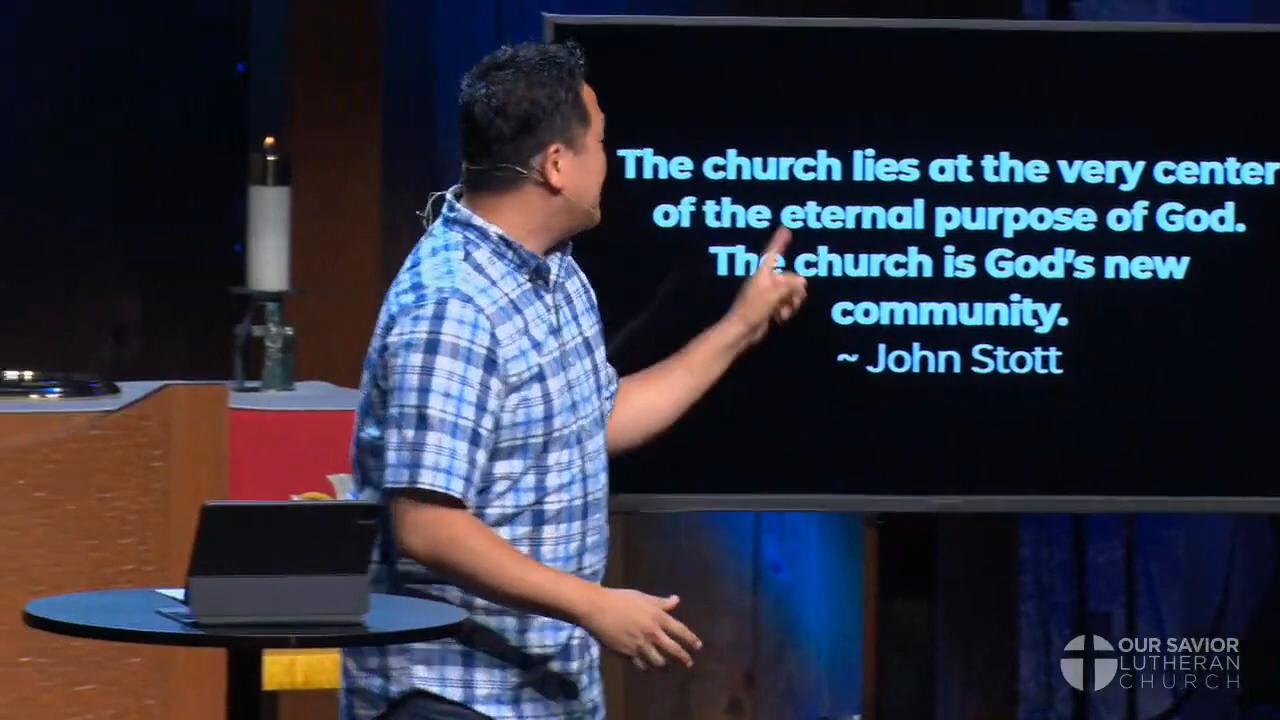 The church lies at the very center
of the eternal purpose of God.
The church is God's new
community.
~ John Stott
OUR SAVIOR
LUTHERAN
CHURCH